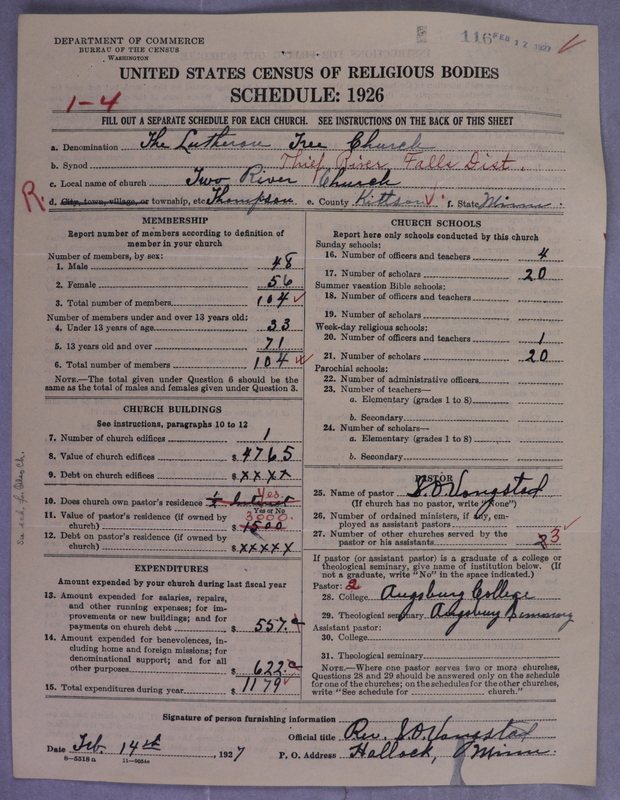 DEPARTMENT OF COMMERCE
BUREAU OF THE CENSUS
WASHINGTON
116 FEB 17 1927
UNITED STATES CENSUS OF RELIGIOUS BODIES
SCHEDULE: 1926
1-4
FILL OUT A SEPARATE SCHEDULE FOR EACH CHURCH. SEE INSTRUCTIONS ON THE BACK OF THIS SHEET
a. Denomination The Lutheran Free Church
b. Synod Thief River Falls Dist.
c. Local name of church Two River Church
R. d. City, town, village, or township, etc. Thompson e. County Kittson f. State Minn.
MEMBERSHIP
Report number of members according to definition of
member in your church
Number of members, by sex:
1. Male 48
2. Female 56
3. Total number of members 104
Number of members under and over 13 years old:
4. Under 13 years of age 33
5. 13 years old and over 71
6. Total number of members 104
NOTE.—The total given under Question 6 should be the
same as the total of males and females given under Question 3.
CHURCH BUILDINGS
See instructions, paragraphs 10 to 12
7. Number of church edifices 1
8. Value of church edifices $4765
9. Debt on church edifices $xxxx
10. Does church own pastor's residence Yes.
Yes or No
11. Value of pastor's residence (if owned by
church) $1500 3000.
12. Debt on pastor's residence (if owned by
church) $xxxxx
EXPENDITURES
Amount expended by your church during last fiscal year
13. Amount expended for salaries, repairs,
and other running expenses; for im-
provements or new buildings; and for
payments on church debt $557.
14. Amount expended for benevolences, in-
cluding home and foreign missions; for
denominational support; and for all
other purposes $622.
15. Total expenditures during year $1179
CHURCH SCHOOLS
Report here only schools conducted by this church
Sunday schools:
16. Number of officers and teachers 4
17. Number of scholars 20
Summer vacation Bible schools:
18. Number of officers and teachers
19. Number of scholars
Week-day religious schools:
20. Number of officers and teachers 1
21. Number of scholars 20
Parochial schools:
22. Number of administrative officers
23. Number of teachers—
a. Elementary (grades 1 to 8)
b. Secondary
24. Number of scholars—
a. Elementary (grades 1 to 8)
b. Secondary
PASTOR
25. Name of pastor S.O. Vangstad
(If church has no pastor, write "None")
26. Number of ordained ministers, if any, em-
ployed as assistant pastors
27. Number of other churches served by the
pastor or his assistants 2 3
If pastor (or assistant pastor) is a graduate of a college or
theological seminary, give name of institution below. (If
not a graduate, write "No" in the space indicated.)
Pastor: 2
28. College Augsburg College
29. Theological seminary Augsburg Seminary
Assistant pastor:
30. College
31. Theological seminary
NOTE.—Where one pastor serves two or more churches,
Questions 28 and 29 should be answered only on the schedule
for one of the churches; on the schedules for the other churches,
write "See schedule for church."
Signature of person furnishing information
Official title Rev. S.O. Vangstad
Date Feb. 14th, 1927 P. O. Address Hallock, Minn.
8—5518a 11—9054